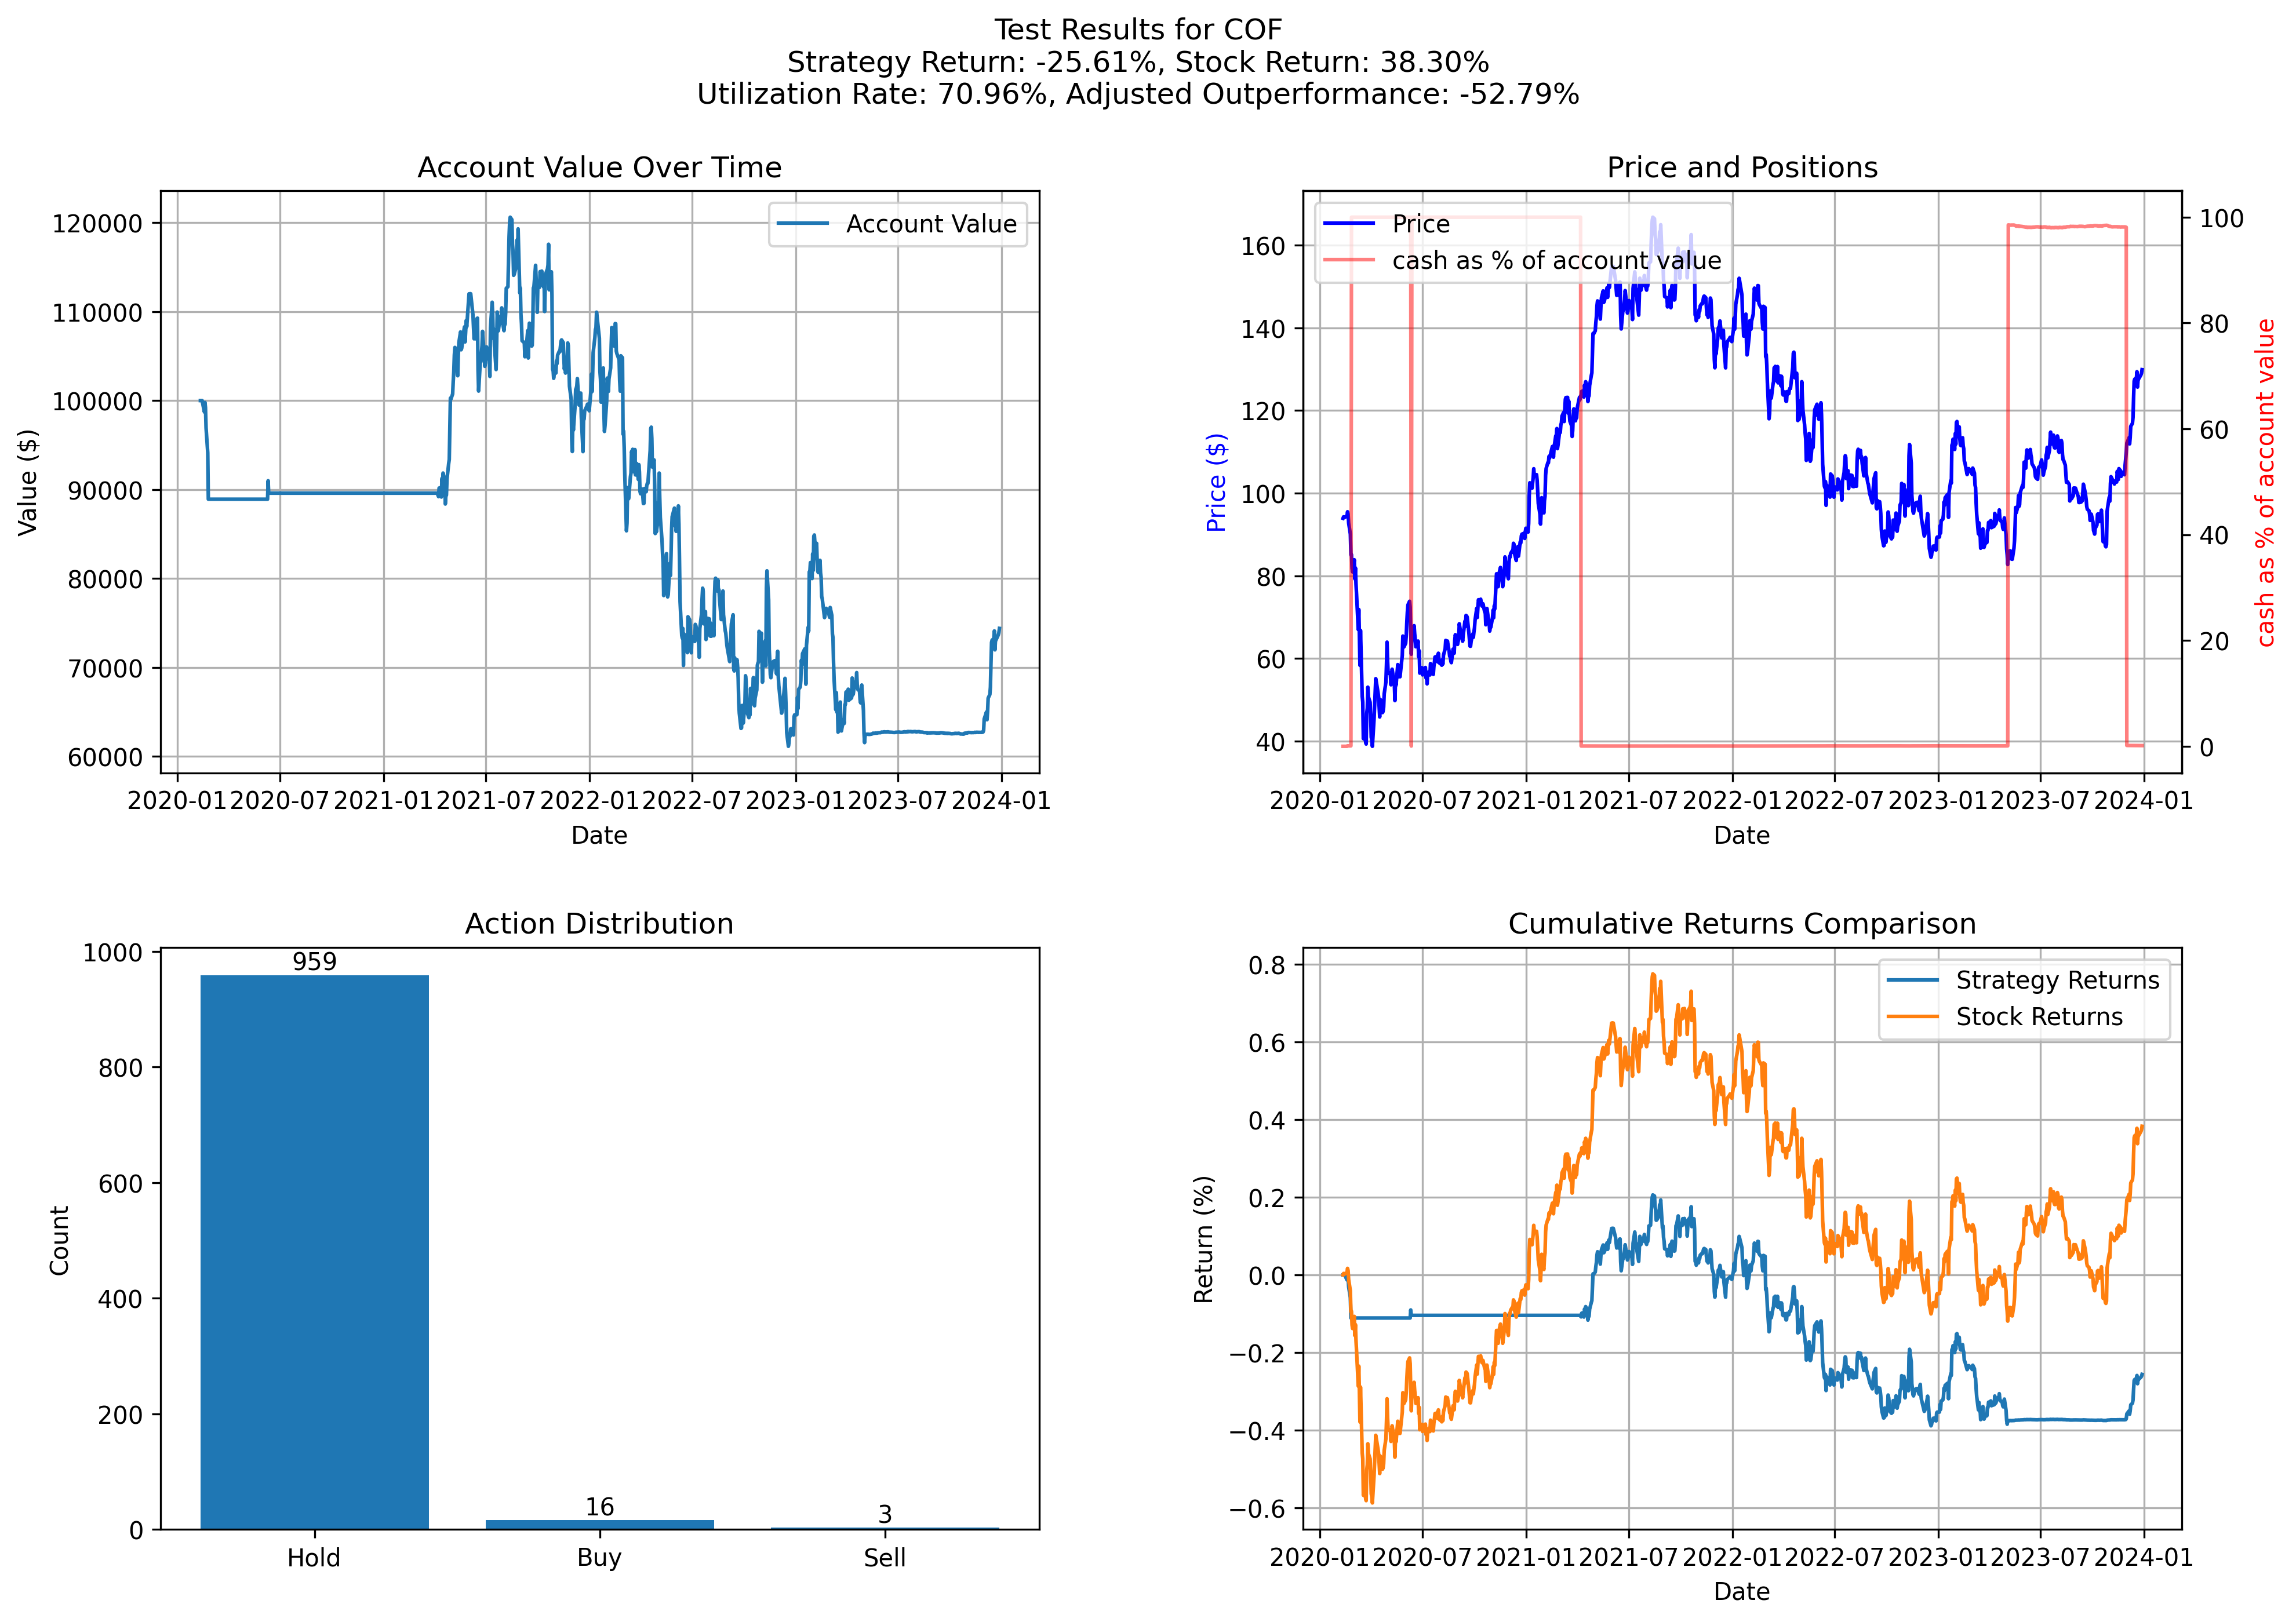 Test Results for COF
Strategy Return: -25.61%, Stock Return: 38.30%
Utilization Rate: 70.96%, Adjusted Outperformance: -52.79%
Account Value Over Time
Account Value
120000
110000
100000
90000
80000
70000
60000
Value ($)
2020-01 2020-07 2021-01 2021-07 2022-01 2022-07 2023-01 2023-07 2024-01
Date
Price and Positions
Price
cash as % of account value
160
140
120
100
80
60
40
Price ($)
100
80
60
40
20
0
cash as % of account value
2020-01 2020-07 2021-01 2021-07 2022-01 2022-07 2023-01 2023-07 2024-01
Date
Action Distribution
1000
800
600
400
200
0
Count
959
16
3
Hold Buy Sell
Cumulative Returns Comparison
Strategy Returns
Stock Returns
0.8
0.6
0.4
0.2
0.0
−0.2
−0.4
−0.6
Return (%)
2020-01 2020-07 2021-01 2021-07 2022-01 2022-07 2023-01 2023-07 2024-01
Date